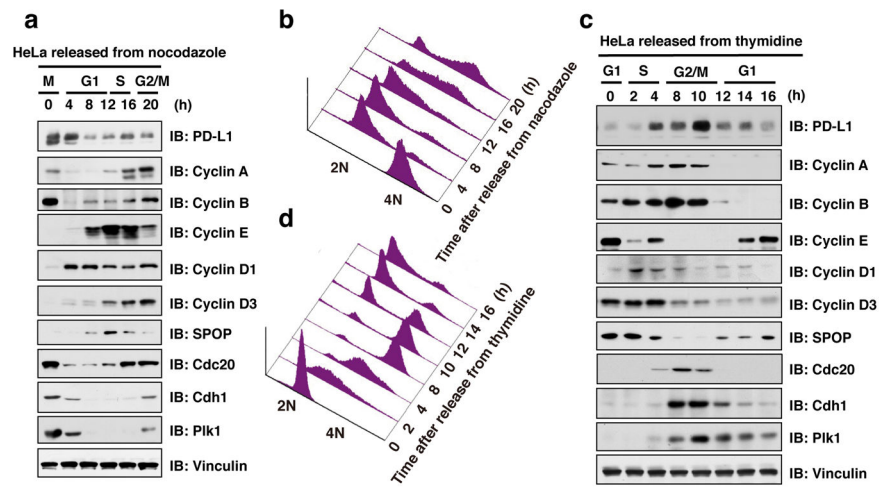 a
HeLa released from nocodazole
M G1 S G2/M
0 4 8 12 16 20 (h)
IB: PD-L1
IB: Cyclin A
IB: Cyclin B
IB: Cyclin E
IB: Cyclin D1
IB: Cyclin D3
IB: SPOP
IB: Cdc20
IB: Cdh1
IB: Plk1
IB: Vinculin
b
2N
4N
0 4 8 12 16 20 (h)
Time after release from nacodazole
d
2N
4N
0 2 4 8 10 12 14 16 (h)
Time after release from thymidine
c
HeLa released from thymidine
G1 S G2/M G1
0 2 4 8 10 12 14 16 (h)
IB: PD-L1
IB: Cyclin A
IB: Cyclin B
IB: Cyclin E
IB: Cyclin D1
IB: Cyclin D3
IB: SPOP
IB: Cdc20
IB: Cdh1
IB: Plk1
IB: Vinculin